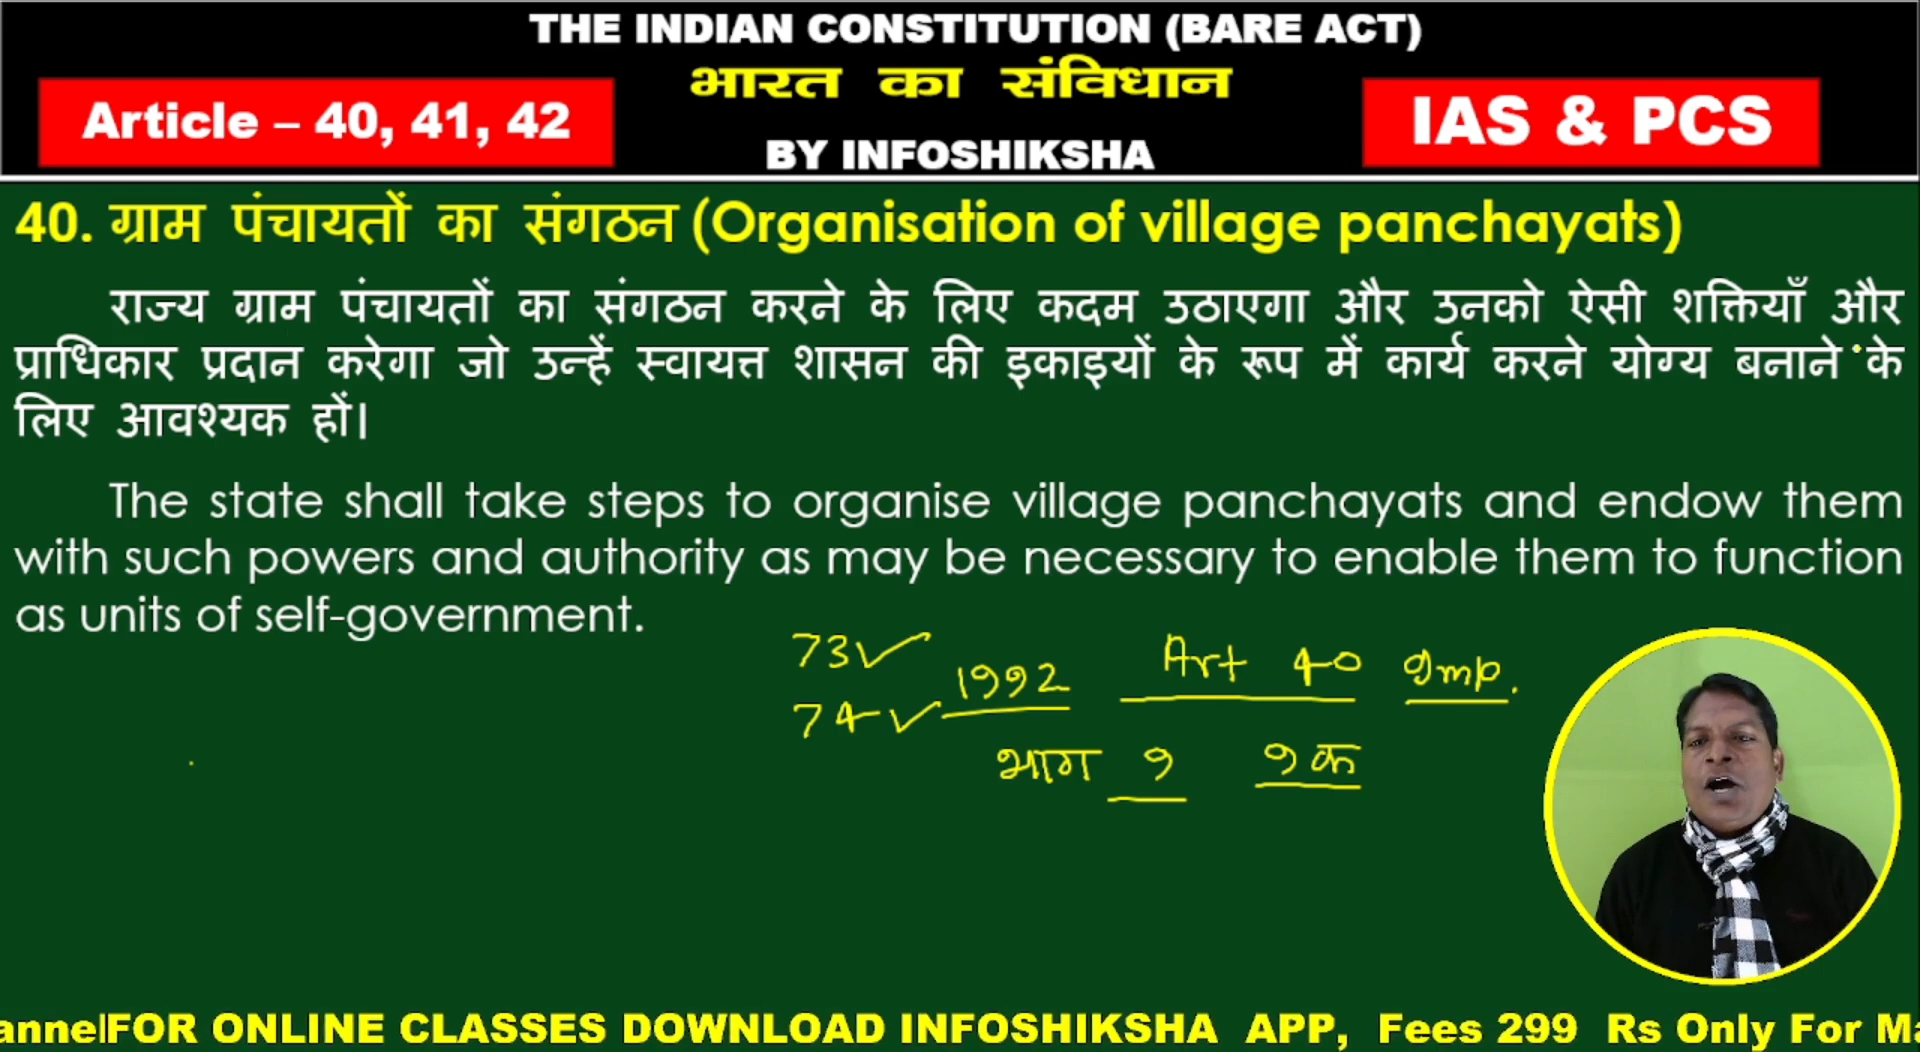 THE INDIAN CONSTITUTION (BARE ACT)
भारत का संविधान
Article – 40, 41, 42
IAS & PCS
BY INFOSHIKSHA
40. ग्राम पंचायतों का संगठन (Organisation of village panchayats)
राज्य ग्राम पंचायतों का संगठन करने के लिए कदम उठाएगा और उनको ऐसी शक्तियाँ और
प्राधिकार प्रदान करेगा जो उन्हें स्वायत्त शासन की इकाइयों के रूप में कार्य करने योग्य बनाने के
लिए आवश्यक हों।
The state shall take steps to organise village panchayats and endow them
with such powers and authority as may be necessary to enable them to function
as units of self-government.
73 ✓
74 ✓ 1992
Art 40 Imp.
भाग 9 9क
annelFOR ONLINE CLASSES DOWNLOAD INFOSHIKSHA APP, Fees 299 Rs Only For Ma